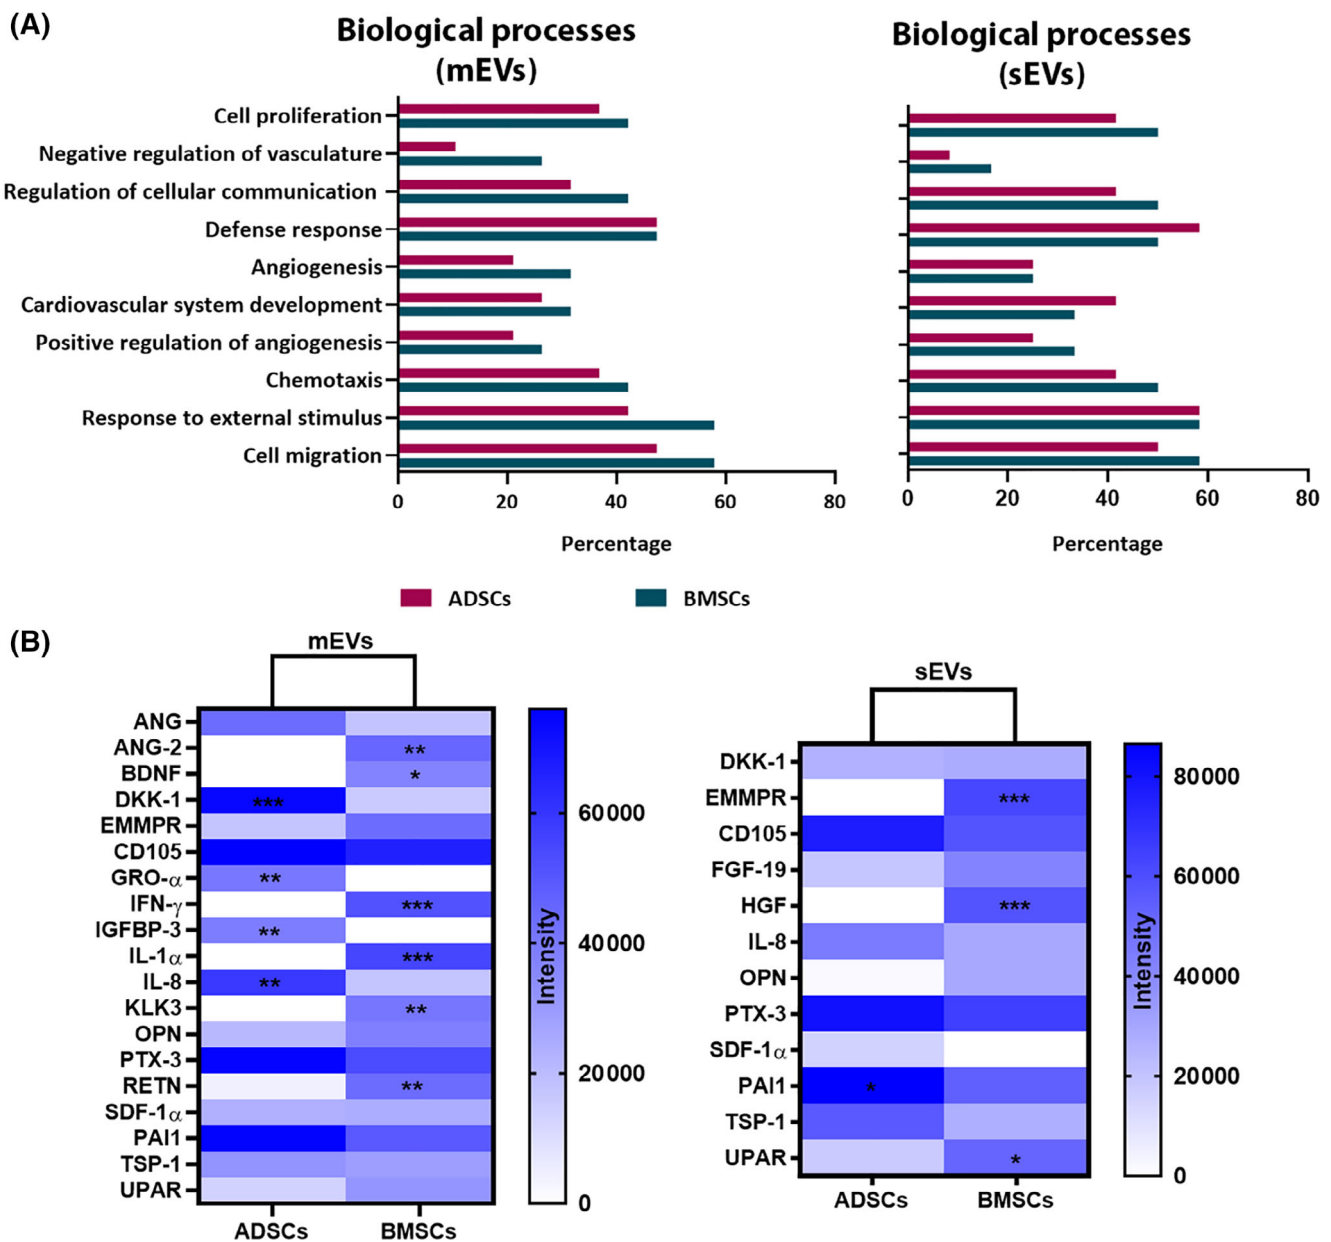 (A)
Biological processes
(mEVs)
Biological processes
(sEVs)
Cell proliferation
Negative regulation of vasculature
Regulation of cellular communication
Defense response
Angiogenesis
Cardiovascular system development
Positive regulation of angiogenesis
Chemotaxis
Response to external stimulus
Cell migration
0 20 40 60 80
0 20 40 60 80
Percentage
Percentage
ADSCs BMSCs
(B)
mEVs
ANG
ANG-2 **
BDNF *
DKK-1 ***
EMMPR
CD105
GRO-α **
IFN-γ ***
IGFBP-3 **
IL-1α ***
IL-8 **
KLK3 **
OPN
PTX-3
RETN **
SDF-1α
PAI1
TSP-1
UPAR
ADSCs BMSCs
Intensity
60000
40000
20000
0
sEVs
DKK-1
EMMPR ***
CD105
FGF-19
HGF ***
IL-8
OPN
PTX-3
SDF-1α
PAI1 *
TSP-1
UPAR *
ADSCs BMSCs
Intensity
80000
60000
40000
20000
0